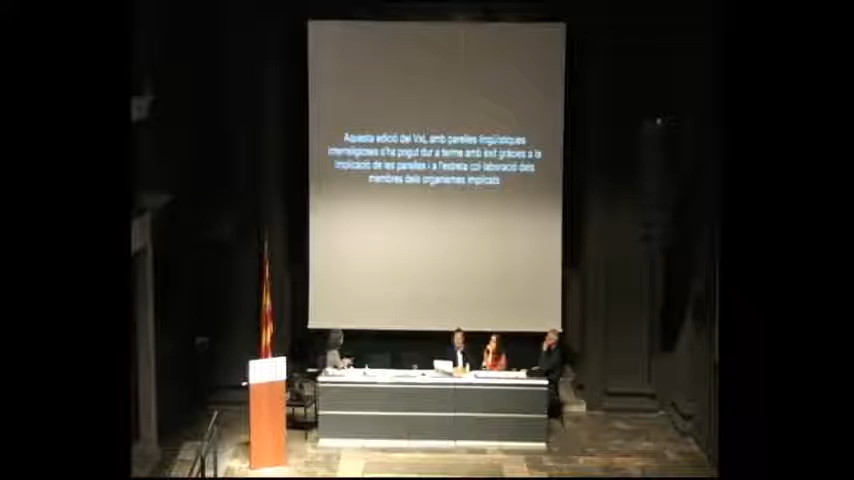 Aquesta edició del VxL, amb parelles lingüístiques
interreligioses s'ha pogut dur a terme amb èxit gràcies a la
implicació de les parelles i a l'estreta col·laboració dels
membres dels organismes implicats